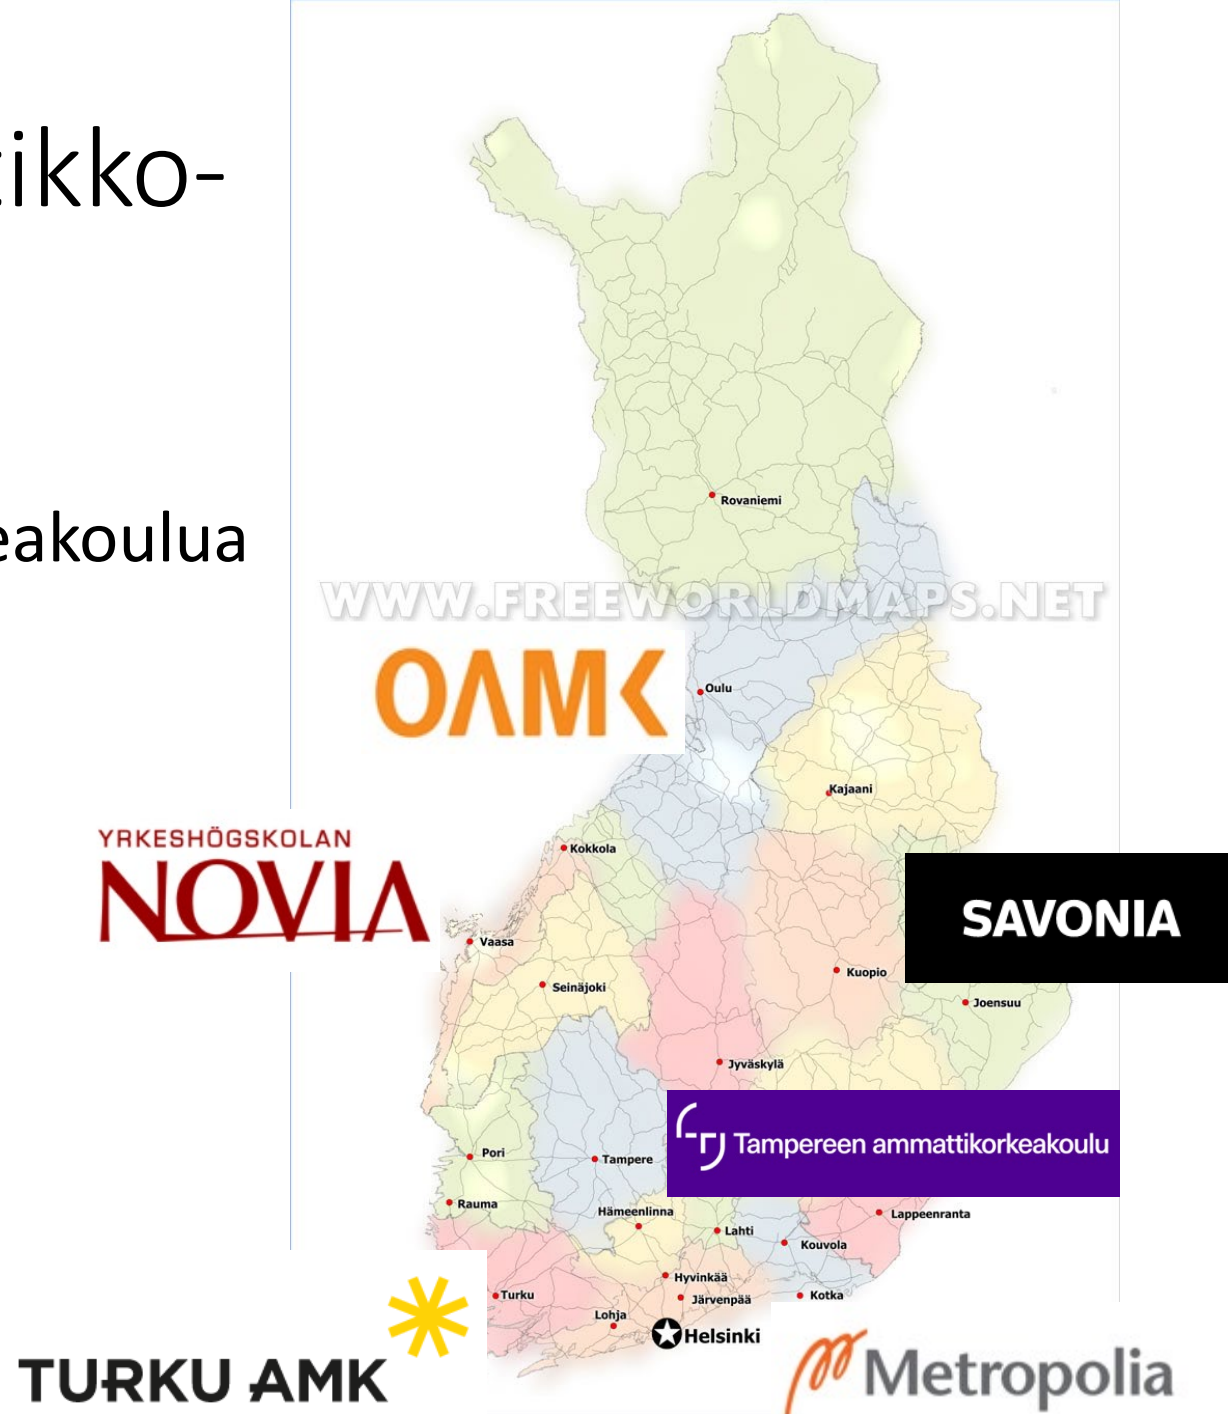 tikko-
eakoulua
Rovaniemi
WWW.FREEWORLDMAPS.NET
OAMK
Oulu
Kajaani
YRKESHÖGSKOLAN
NOVIA
Kokkola
SAVONIA
Vaasa
Kuopio
Seinäjoki
Joensuu
Jyväskylä
Tampereen ammattikorkeakoulu
Pori
Tampere
Rauma
Hämeenlinna
Lappeenranta
Lahti
Kouvola
Hyvinkää
Turku
Järvenpää
Kotka
Lohja
Helsinki
TURKU AMK
Metropolia